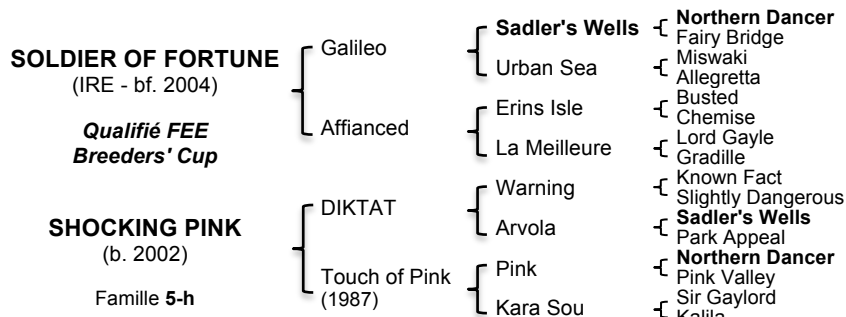 SOLDIER OF FORTUNE
(IRE - bf. 2004)
Qualifié FEE
Breeders' Cup
SHOCKING PINK
(b. 2002)
Famille 5-h
Galileo
Affianced
DIKTAT
Touch of Pink
(1987)
Sadler's Wells
Urban Sea
Erins Isle
La Meilleure
Warning
Arvola
Pink
Kara Sou
Northern Dancer
Fairy Bridge
Miswaki
Allegretta
Busted
Chemise
Lord Gayle
Gradille
Known Fact
Slightly Dangerous
Sadler's Wells
Park Appeal
Northern Dancer
Pink Valley
Sir Gaylord
Kalila